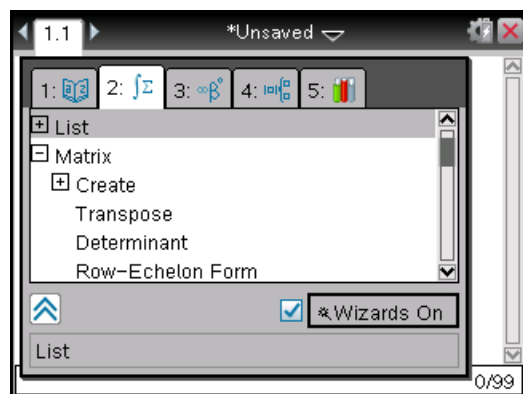 1.1 *Unsaved
1: 2: ∫Σ 3: ∞β° 4: 5:
List
Matrix
Create
Transpose
Determinant
Row-Echelon Form
Wizards On
List
0/99